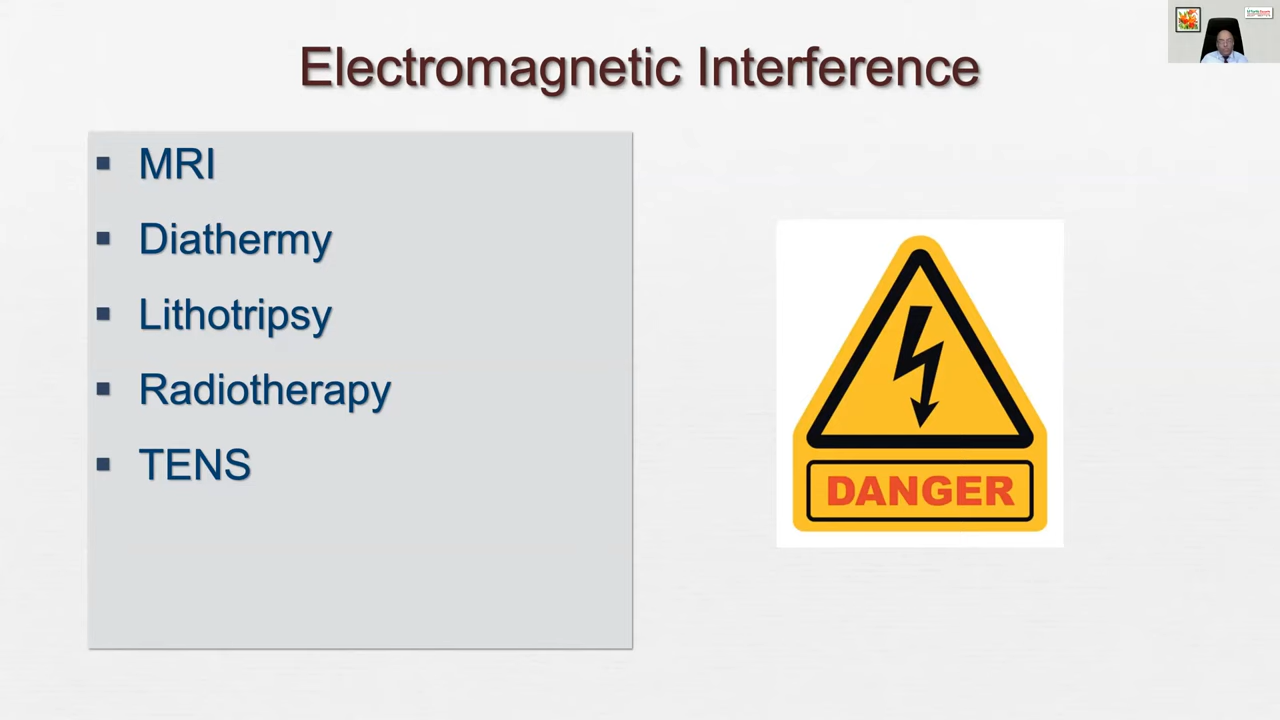 Electromagnetic Interference
MRI
Diathermy
Lithotripsy
Radiotherapy
TENS
DANGER